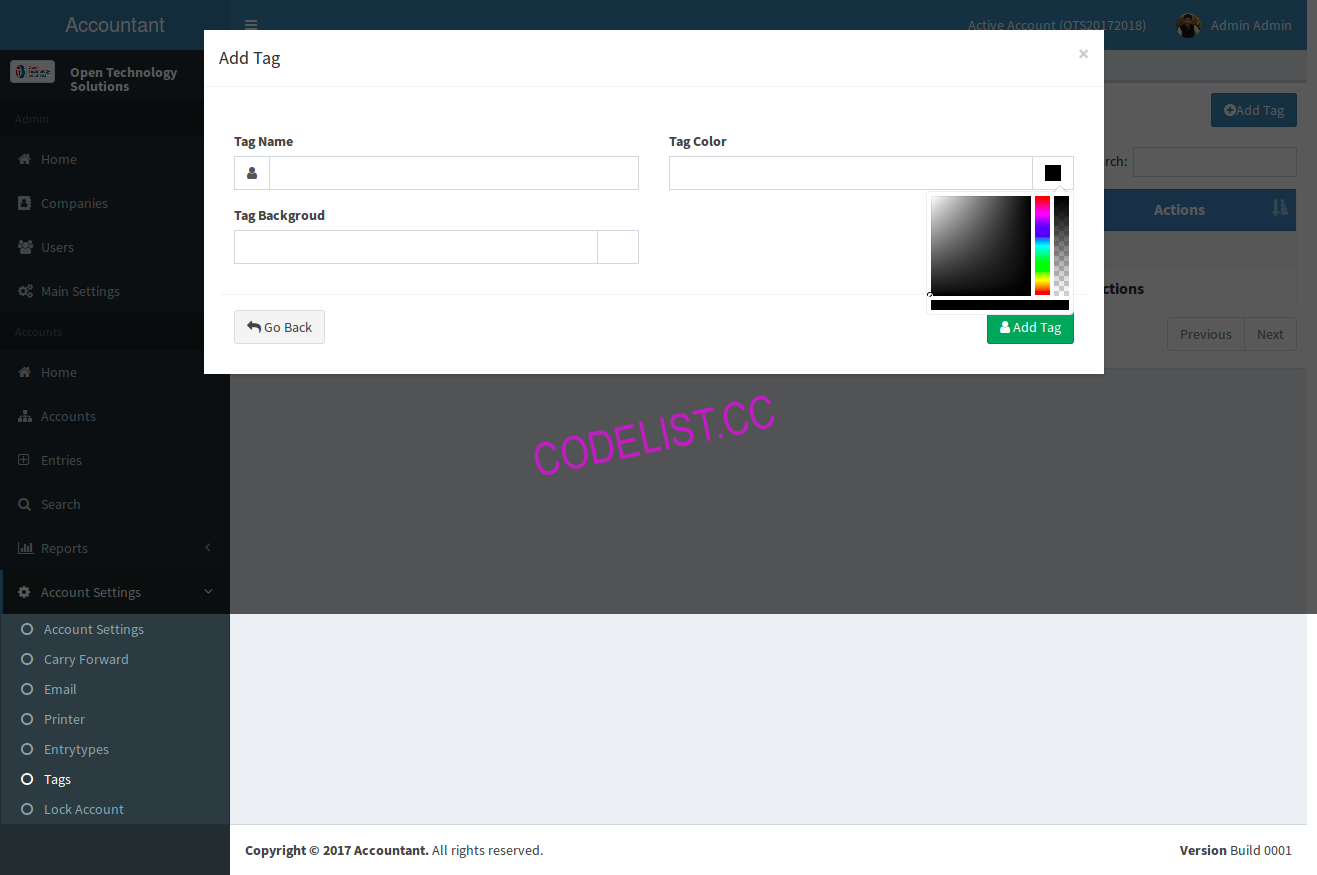 Accountant
Active Account (OTS20172018)
Admin Admin
Add Tag
×
Open Technology
Solutions
Admin
Add Tag
Tag Name
Tag Color
Home
rch:
Companies
Tag Backgroud
Actions
Users
Main Settings
ctions
Accounts
Go Back
Add Tag
Previous
Next
Home
Accounts
CODELIST.CC
Entries
Search
Reports
Account Settings
Account Settings
Carry Forward
Email
Printer
Entrytypes
Tags
Lock Account
Copyright © 2017 Accountant. All rights reserved.
Version Build 0001